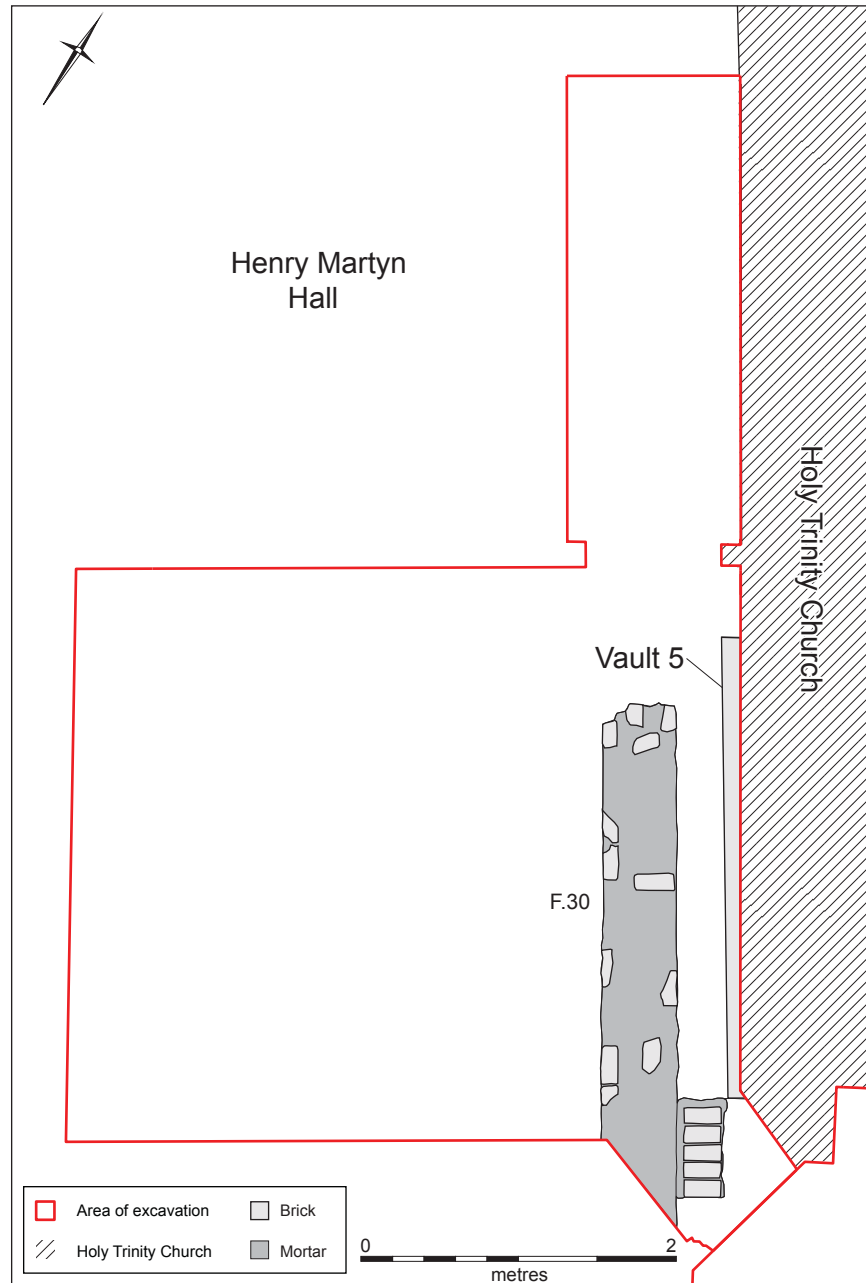 Henry Martyn
Hall
Holy Trinity Church
Vault 5
F.30
Area of excavation
Brick
Holy Trinity Church
Mortar
0
2
metres